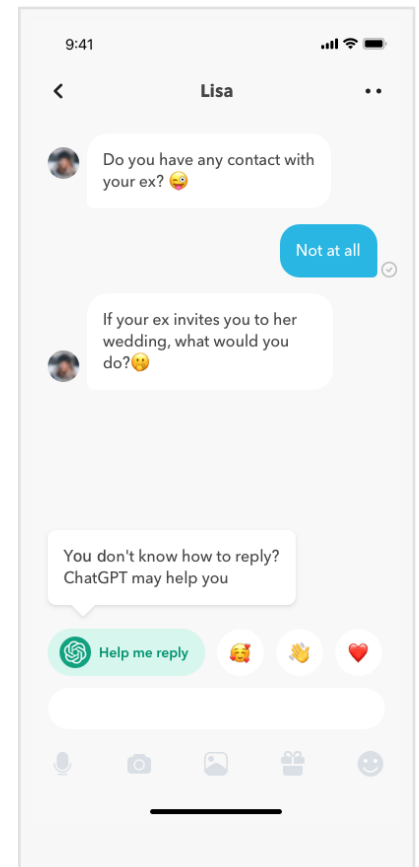 9:41
Lisa
Do you have any contact with
your ex? 😜
Not at all
If your ex invites you to her
wedding, what would you
do?🤫
You don't know how to reply?
ChatGPT may help you
Help me reply